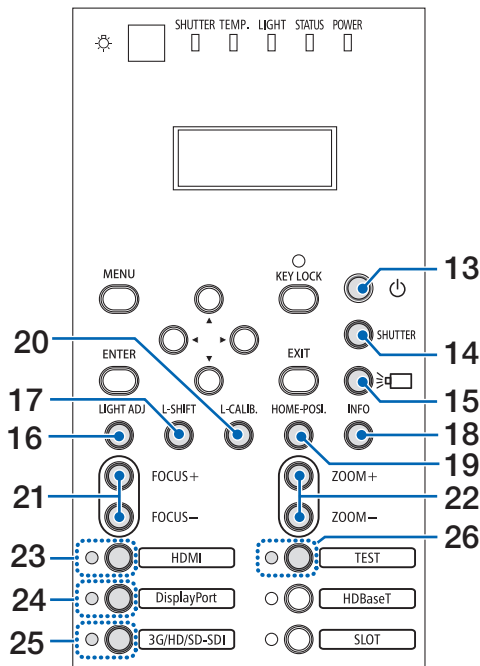 SHUTTER TEMP. LIGHT STATUS POWER
MENU
KEY LOCK
13
SHUTTER
14
20
ENTER
EXIT
15
17
LIGHT ADJ L-SHIFT L-CALIB. HOME-POSI. INFO
16
18
19
21 FOCUS+ ZOOM+ 22
FOCUS− ZOOM−
26
23 HDMI TEST
24 DisplayPort HDBaseT
25 3G/HD/SD-SDI SLOT